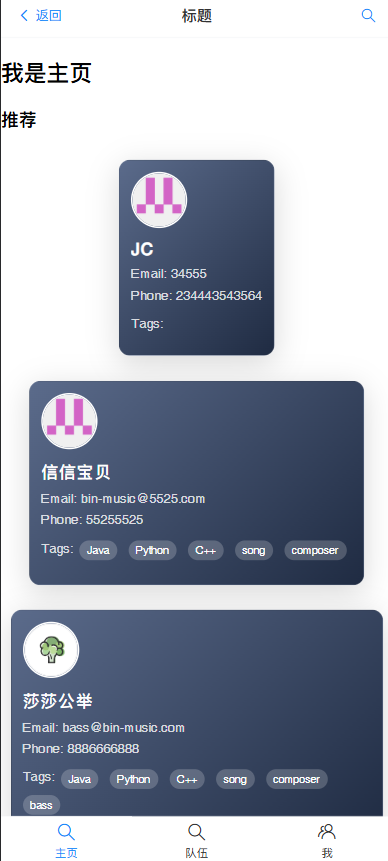 返回 标题
我是主页
推荐
JC
Email: 34555
Phone: 234443543564
Tags:
信信宝贝
Email: bin-music@5525.com
Phone: 55255525
Tags: Java Python C++ song composer
莎莎公举
Email: bass@bin-music.com
Phone: 8886666888
Tags: Java Python C++ song composer
bass
主页 队伍 我